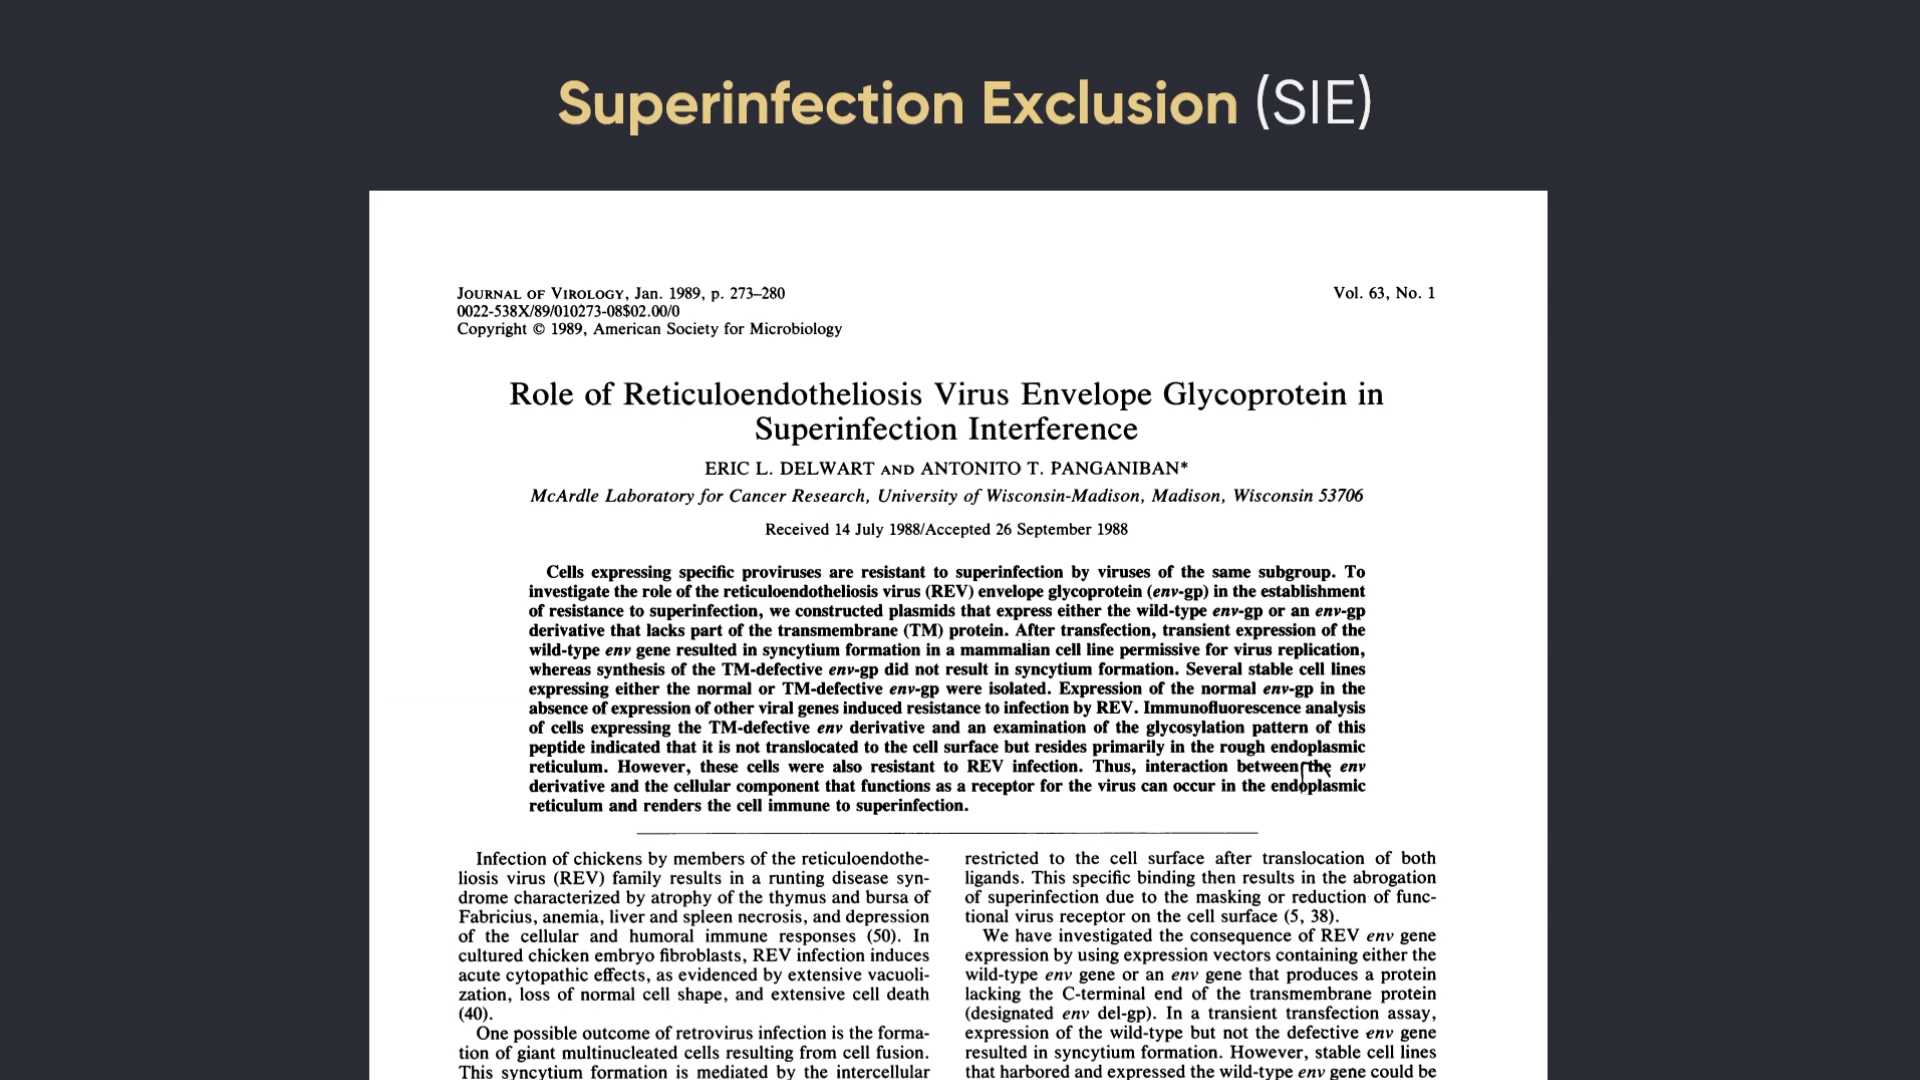 Superinfection Exclusion (SIE)
JOURNAL OF VIROLOGY, Jan. 1989, p. 273–280
Vol. 63, No. 1
0022-538X/89/010273-08$02.00/0
Copyright © 1989, American Society for Microbiology
Role of Reticuloendotheliosis Virus Envelope Glycoprotein in
Superinfection Interference
ERIC L. DELWART AND ANTONITO T. PANGANIBAN*
McArdle Laboratory for Cancer Research, University of Wisconsin-Madison, Madison, Wisconsin 53706
Received 14 July 1988/Accepted 26 September 1988
Cells expressing specific proviruses are resistant to superinfection by viruses of the same subgroup. To
investigate the role of the reticuloendotheliosis virus (REV) envelope glycoprotein (env-gp) in the establishment
of resistance to superinfection, we constructed plasmids that express either the wild-type env-gp or an env-gp
derivative that lacks part of the transmembrane (TM) protein. After transfection, transient expression of the
wild-type env gene resulted in syncytium formation in a mammalian cell line permissive for virus replication,
whereas synthesis of the TM-defective env-gp did not result in syncytium formation. Several stable cell lines
expressing either the normal or TM-defective env-gp were isolated. Expression of the normal env-gp in the
absence of expression of other viral genes induced resistance to infection by REV. Immunofluorescence analysis
of cells expressing the TM-defective env derivative and an examination of the glycosylation pattern of this
peptide indicated that it is not translocated to the cell surface but resides primarily in the rough endoplasmic
reticulum. However, these cells were also resistant to REV infection. Thus, interaction between the env
derivative and the cellular component that functions as a receptor for the virus can occur in the endoplasmic
reticulum and renders the cell immune to superinfection.
Infection of chickens by members of the reticuloendothe-
liosis virus (REV) family results in a runting disease syn-
drome characterized by atrophy of the thymus and bursa of
Fabricius, anemia, liver and spleen necrosis, and depression
of the cellular and humoral immune responses (50). In
cultured chicken embryo fibroblasts, REV infection induces
acute cytopathic effects, as evidenced by extensive vacuoli-
zation, loss of normal cell shape, and extensive cell death
(40).
One possible outcome of retrovirus infection is the forma-
tion of giant multinucleated cells resulting from cell fusion.
This syncytium formation is mediated by the intercellular
restricted to the cell surface after translocation of both
ligands. This specific binding then results in the abrogation
of superinfection due to the masking or reduction of func-
tional virus receptor on the cell surface (5, 38).
We have investigated the consequence of REV env gene
expression by using expression vectors containing either the
wild-type env gene or an env gene that produces a protein
lacking the C-terminal end of the transmembrane protein
(designated env del-gp). In a transient transfection assay,
expression of the wild-type but not the defective env gene
resulted in syncytium formation. However, stable cell lines
that harbored and expressed the wild-type env gene could be